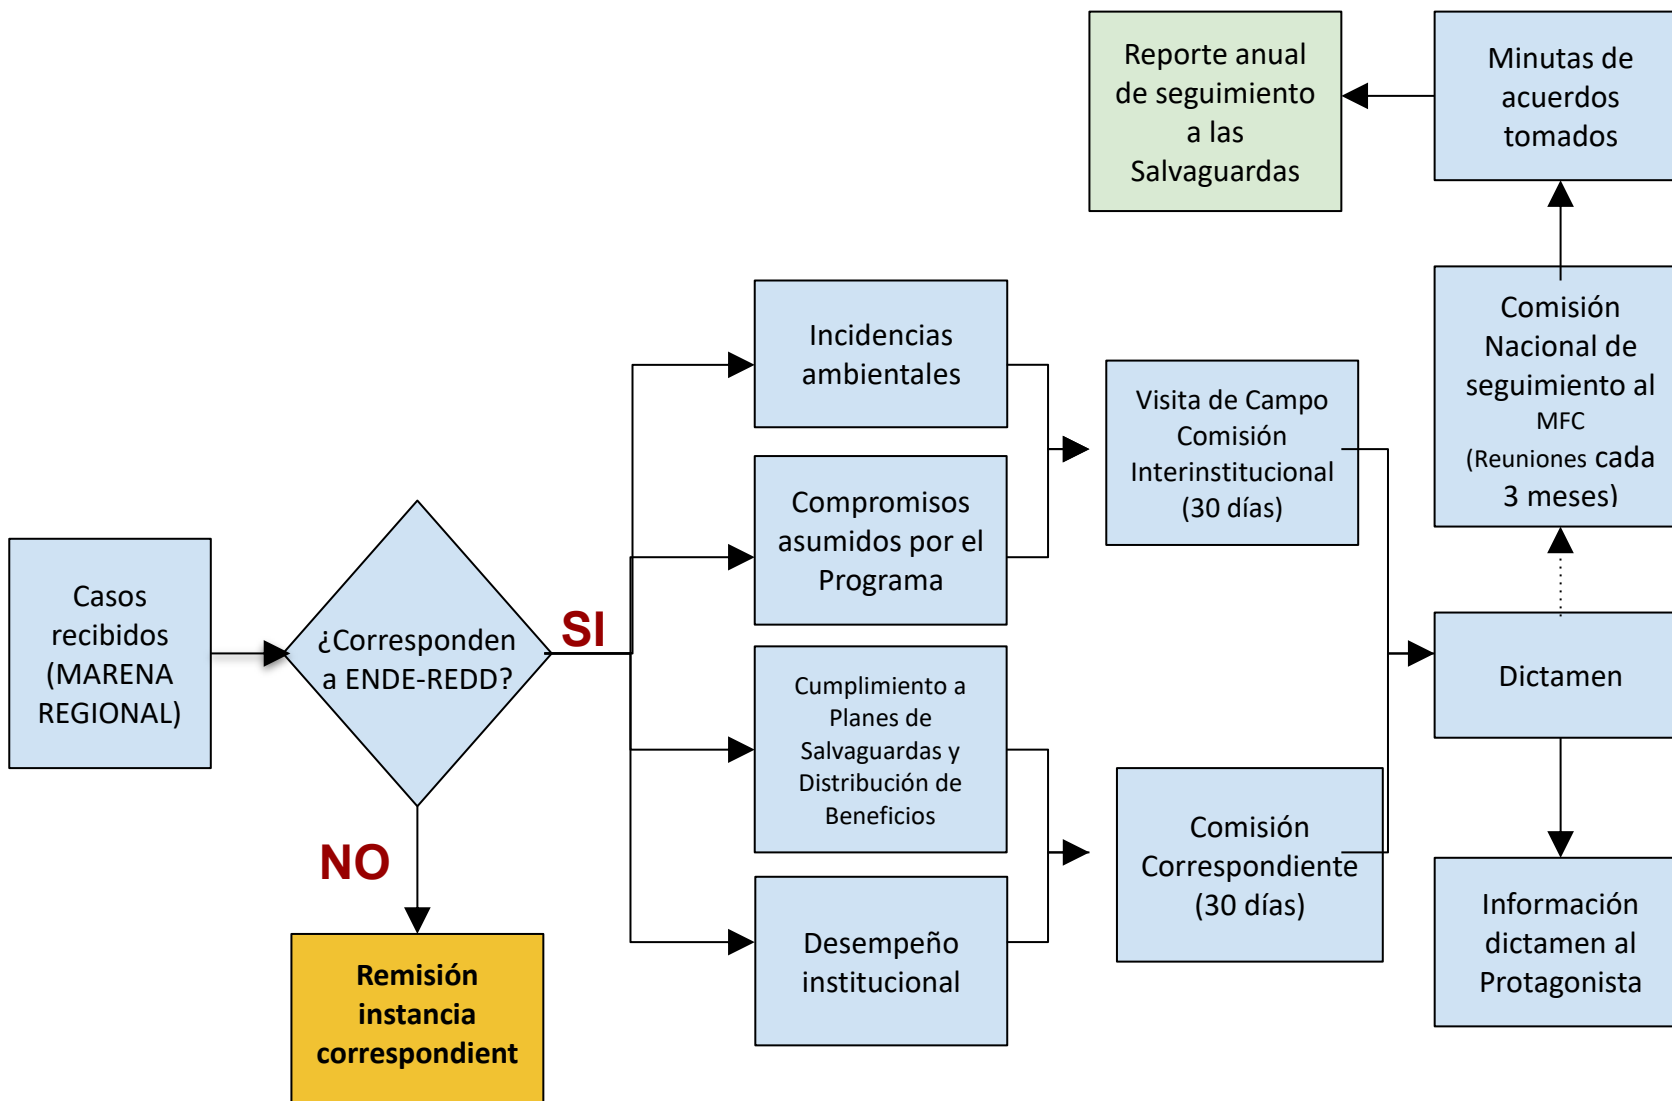 Casos
recibidos
(MARENA
REGIONAL)
¿Corresponden
a ENDE-REDD?
SI
NO
Remisión
instancia
correspondient
Incidencias
ambientales
Compromisos
asumidos por el
Programa
Cumplimiento a
Planes de
Salvaguardas y
Distribución de
Beneficios
Desempeño
institucional
Visita de Campo
Comisión
Interinstitucional
(30 días)
Comisión
Correspondiente
(30 días)
Dictamen
Información
dictamen al
Protagonista
Comisión
Nacional de
seguimiento al
MFC
(Reuniones cada
3 meses)
Minutas de
acuerdos
tomados
Reporte anual
de seguimiento
a las
Salvaguardas